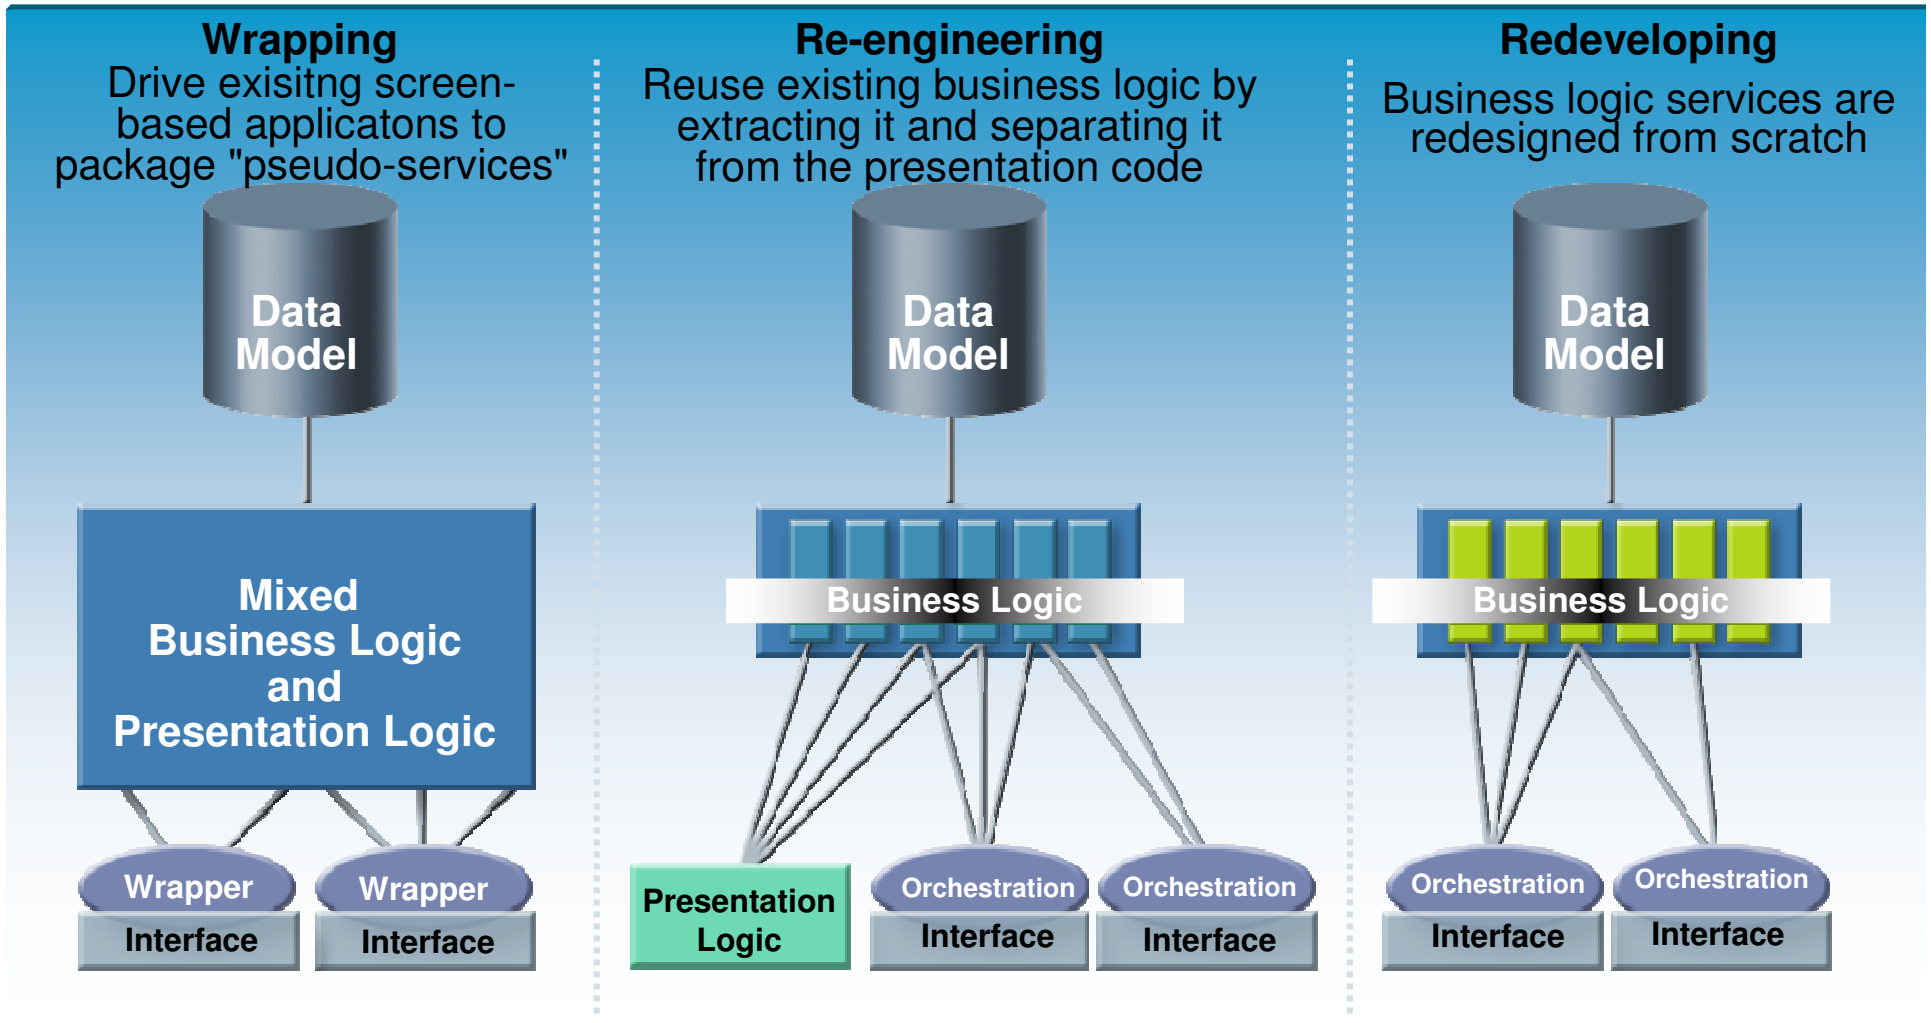 Wrapping
Drive exisitng screen-
based applicatons to
package "pseudo-services"
Data
Model
Mixed
Business Logic
and
Presentation Logic
Wrapper
Interface
Wrapper
Interface
Re-engineering
Reuse existing business logic by
extracting it and separating it
from the presentation code
Data
Model
Business Logic
Presentation
Logic
Orchestration
Interface
Orchestration
Interface
Redeveloping
Business logic services are
redesigned from scratch
Data
Model
Business Logic
Orchestration
Interface
Orchestration
Interface